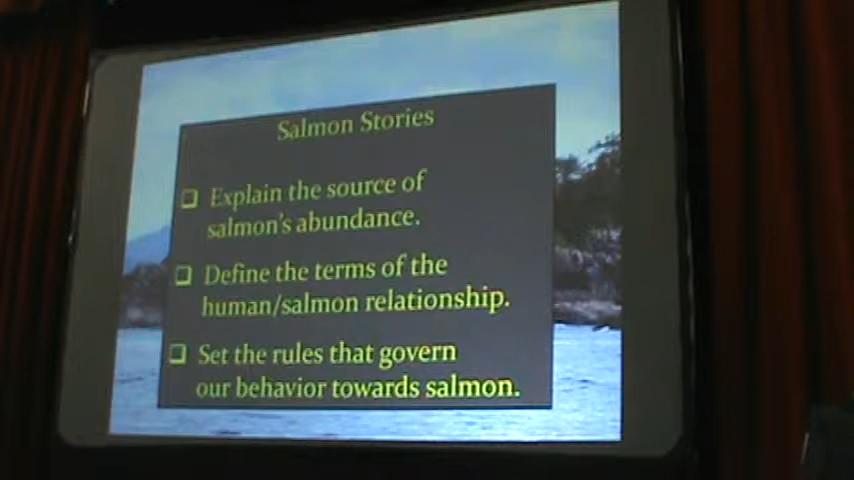 Salmon Stories
❑ Explain the source of
salmon's abundance.
❑ Define the terms of the
human/salmon relationship.
❑ Set the rules that govern
our behavior towards salmon.